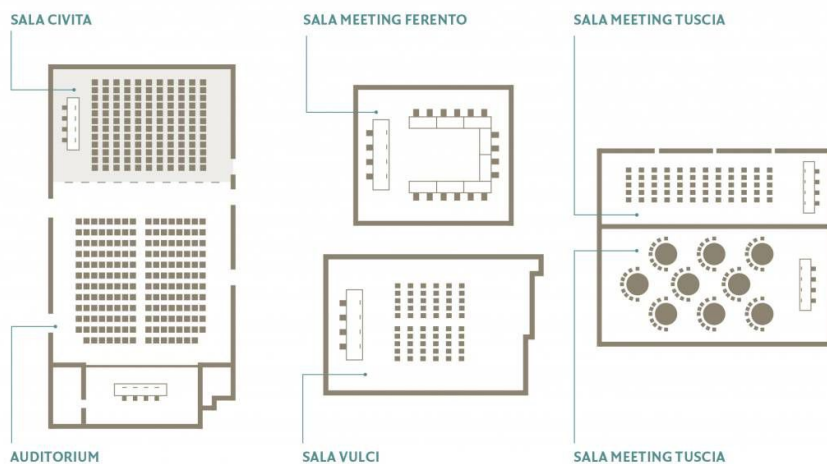 SALA CIVITA
SALA MEETING FERENTO
SALA MEETING TUSCIA
AUDITORIUM
SALA VULCI
SALA MEETING TUSCIA